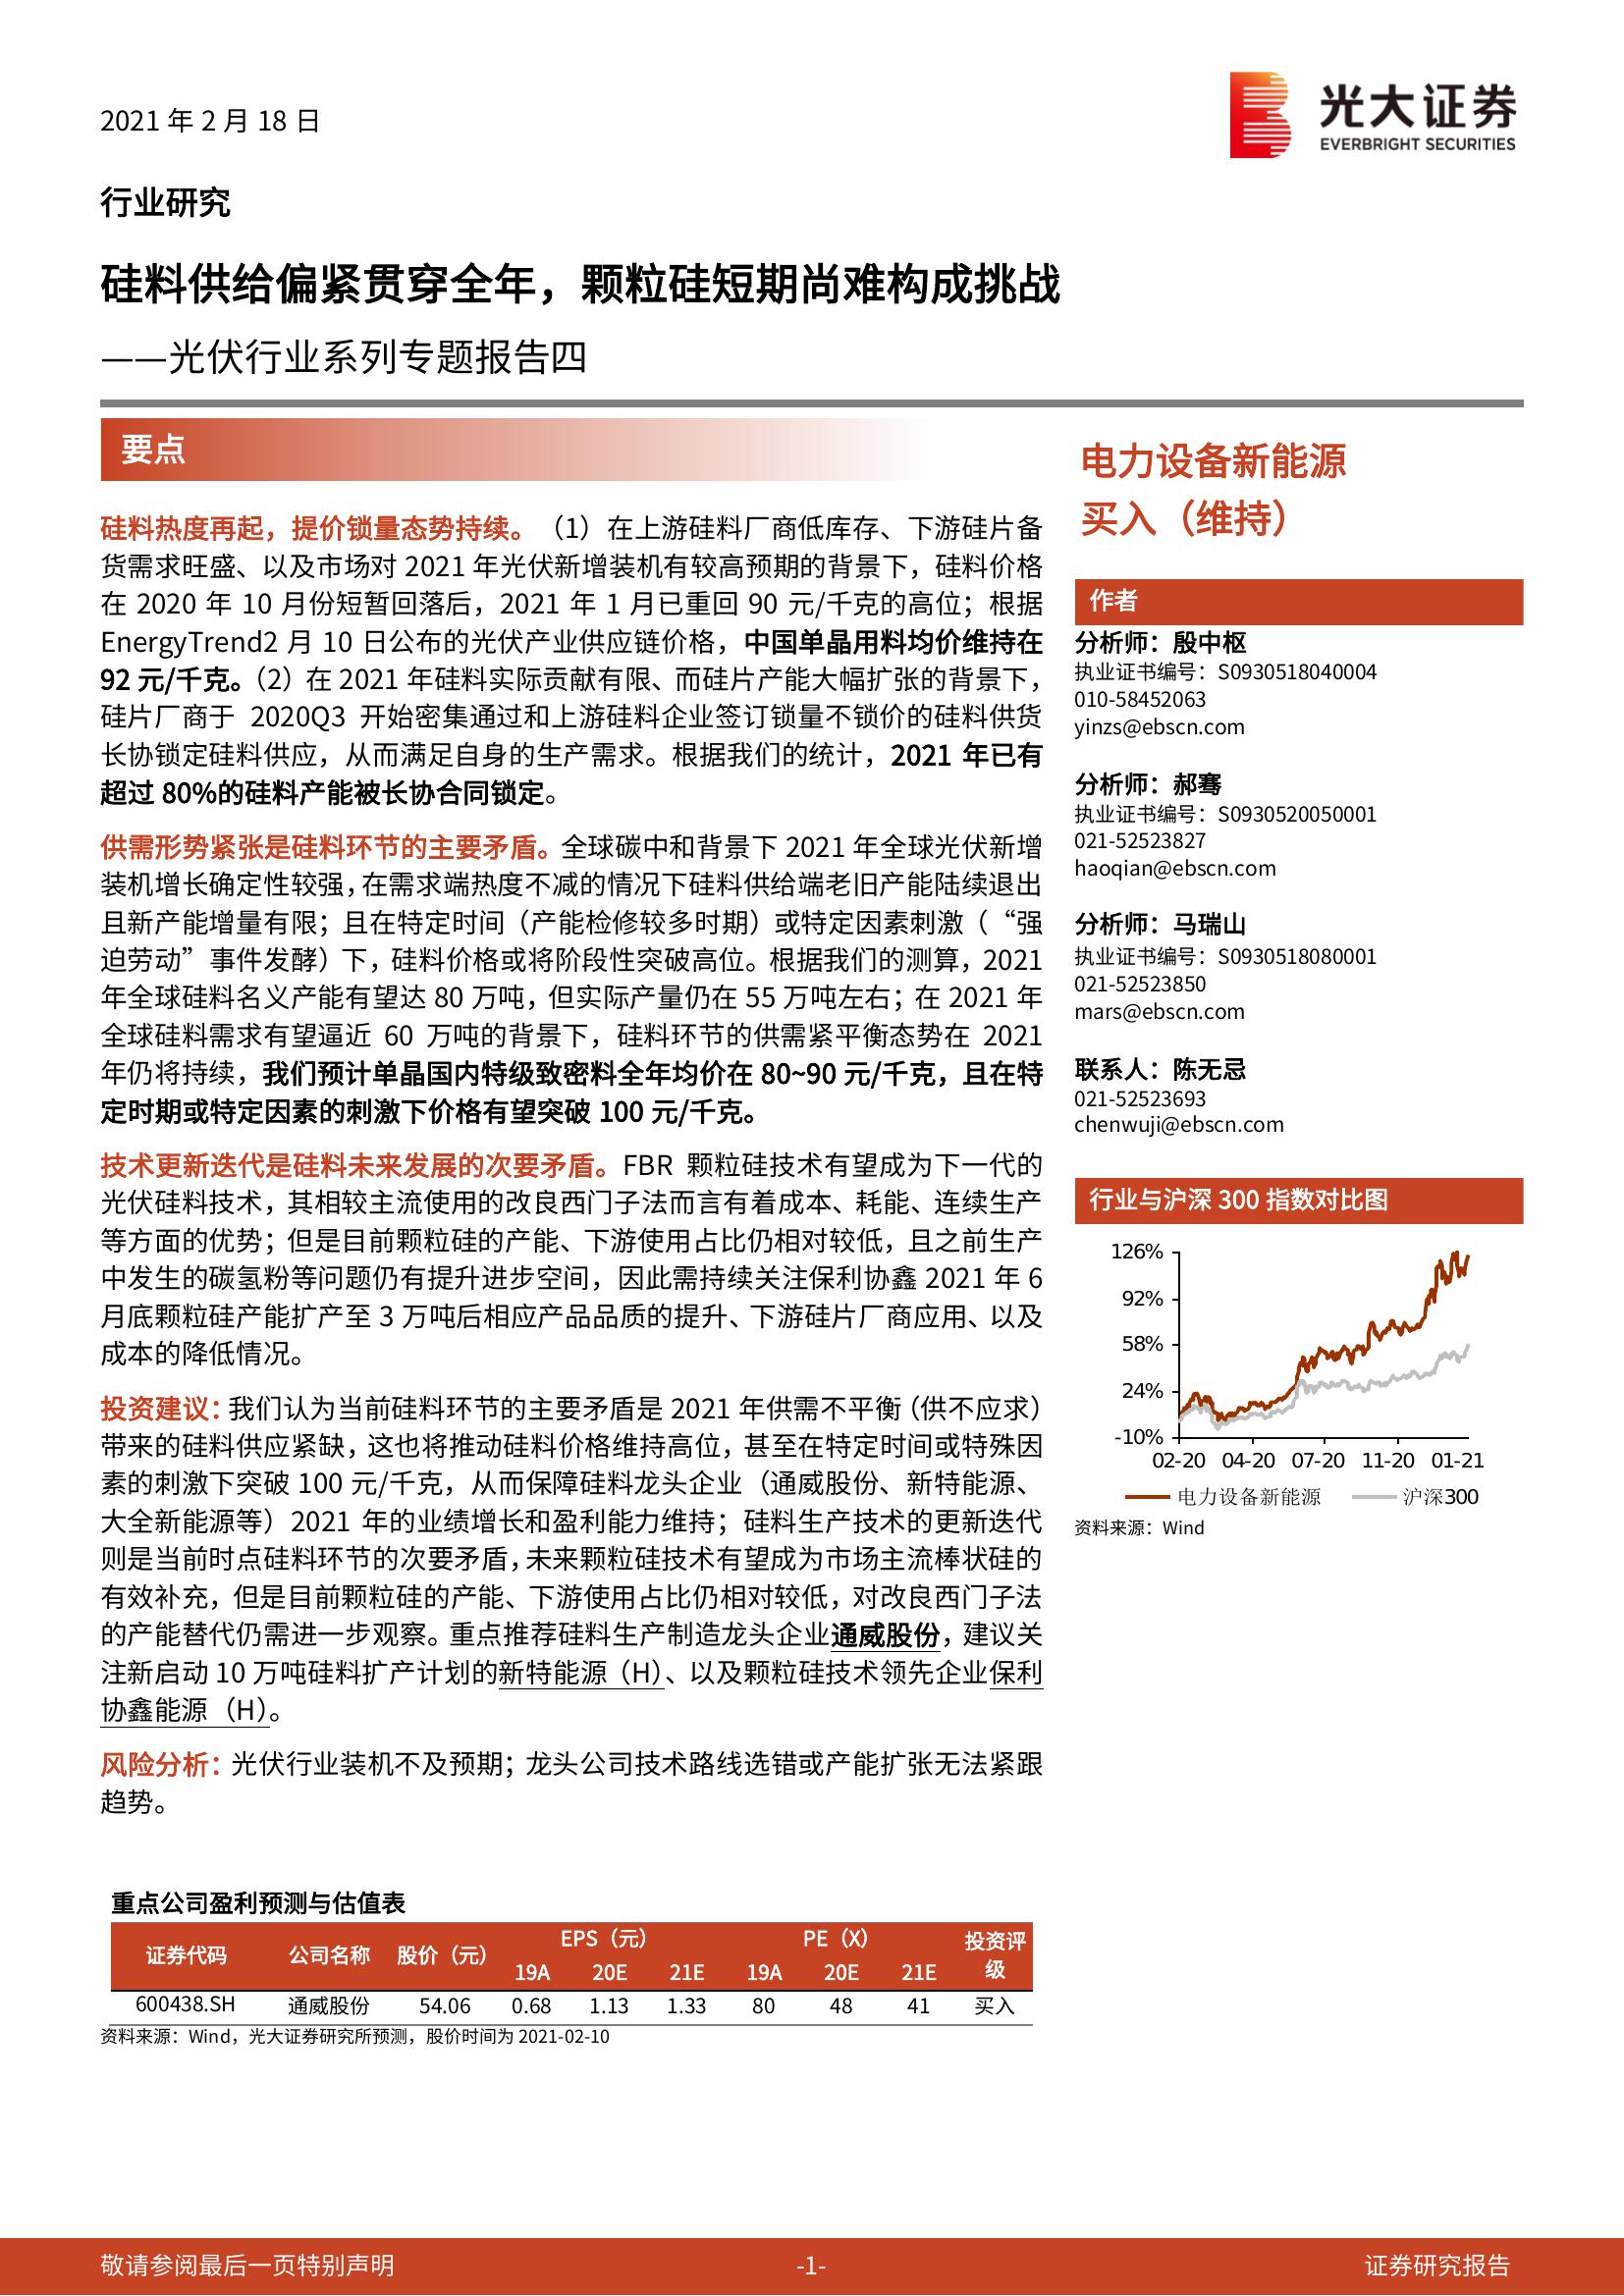 2021 年 2 月 18 日
光大证券
EVERBRIGHT SECURITIES
行业研究
硅料供给偏紧贯穿全年，颗粒硅短期尚难构成挑战
——光伏行业系列专题报告四
要点
硅料热度再起，提价锁量态势持续。（1）在上游硅料厂商低库存、下游硅片备
货需求旺盛、以及市场对 2021 年光伏新增装机有较高预期的背景下，硅料价格
在 2020 年 10 月份短暂回落后，2021 年 1 月已重回 90 元/千克的高位；根据
EnergyTrend2 月 10 日公布的光伏产业供应链价格，中国单晶用料均价维持在
92 元/千克。（2）在 2021 年硅料实际贡献有限、而硅片产能大幅扩张的背景下，
硅片厂商于 2020Q3 开始密集通过和上游硅料企业签订锁量不锁价的硅料供货
长协锁定硅料供应，从而满足自身的生产需求。根据我们的统计，2021 年已有
超过 80%的硅料产能被长协合同锁定。
供需形势紧张是硅料环节的主要矛盾。全球碳中和背景下 2021 年全球光伏新增
装机增长确定性较强，在需求端热度不减的情况下硅料供给端老旧产能陆续退出
且新产能增量有限；且在特定时间（产能检修较多时期）或特定因素刺激（“强
迫劳动”事件发酵）下，硅料价格或将阶段性突破高位。根据我们的测算，2021
年全球硅料名义产能有望达 80 万吨，但实际产量仍在 55 万吨左右；在 2021 年
全球硅料需求有望逼近 60 万吨的背景下，硅料环节的供需紧平衡态势在 2021
年仍将持续，我们预计单晶国内特级致密料全年均价在 80~90 元/千克，且在特
定时期或特定因素的刺激下价格有望突破 100 元/千克。
技术更新迭代是硅料未来发展的次要矛盾。FBR 颗粒硅技术有望成为下一代的
光伏硅料技术，其相较主流使用的改良西门子法而言有着成本、耗能、连续生产
等方面的优势；但是目前颗粒硅的产能、下游使用占比仍相对较低，且之前生产
中发生的碳氢粉等问题仍有提升进步空间，因此需持续关注保利协鑫 2021 年 6
月底颗粒硅产能扩产至 3 万吨后相应产品品质的提升、下游硅片厂商应用、以及
成本的降低情况。
投资建议：我们认为当前硅料环节的主要矛盾是 2021 年供需不平衡（供不应求）
带来的硅料供应紧缺，这也将推动硅料价格维持高位，甚至在特定时间或特殊因
素的刺激下突破 100 元/千克，从而保障硅料龙头企业（通威股份、新特能源、
大全新能源等）2021 年的业绩增长和盈利能力维持；硅料生产技术的更新迭代
则是当前时点硅料环节的次要矛盾，未来颗粒硅技术有望成为市场主流棒状硅的
有效补充，但是目前颗粒硅的产能、下游使用占比仍相对较低，对改良西门子法
的产能替代仍需进一步观察。重点推荐硅料生产制造龙头企业通威股份，建议关
注新启动 10 万吨硅料扩产计划的新特能源（H）、以及颗粒硅技术领先企业保利
协鑫能源（H）。
风险分析：光伏行业装机不及预期；龙头公司技术路线选错或产能扩张无法紧跟
趋势。
重点公司盈利预测与估值表
证券代码 公司名称 股价（元） EPS（元） PE（X） 投资评级
19A 20E 21E 19A 20E 21E
600438.SH 通威股份 54.06 0.68 1.13 1.33 80 48 41 买入
资料来源：Wind，光大证券研究所预测，股价时间为 2021-02-10
电力设备新能源
买入（维持）
作者
分析师：殷中枢
执业证书编号：S0930518040004
010-58452063
yinzs@ebscn.com
分析师：郝骞
执业证书编号：S0930520050001
021-52523827
haoqian@ebscn.com
分析师：马瑞山
执业证书编号：S0930518080001
021-52523850
mars@ebscn.com
联系人：陈无忌
021-52523693
chenwuji@ebscn.com
行业与沪深 300 指数对比图
126%
92%
58%
24%
-10%
02-20 04-20 07-20 11-20 01-21
电力设备新能源 沪深300
资料来源：Wind
敬请参阅最后一页特别声明 -1- 证券研究报告